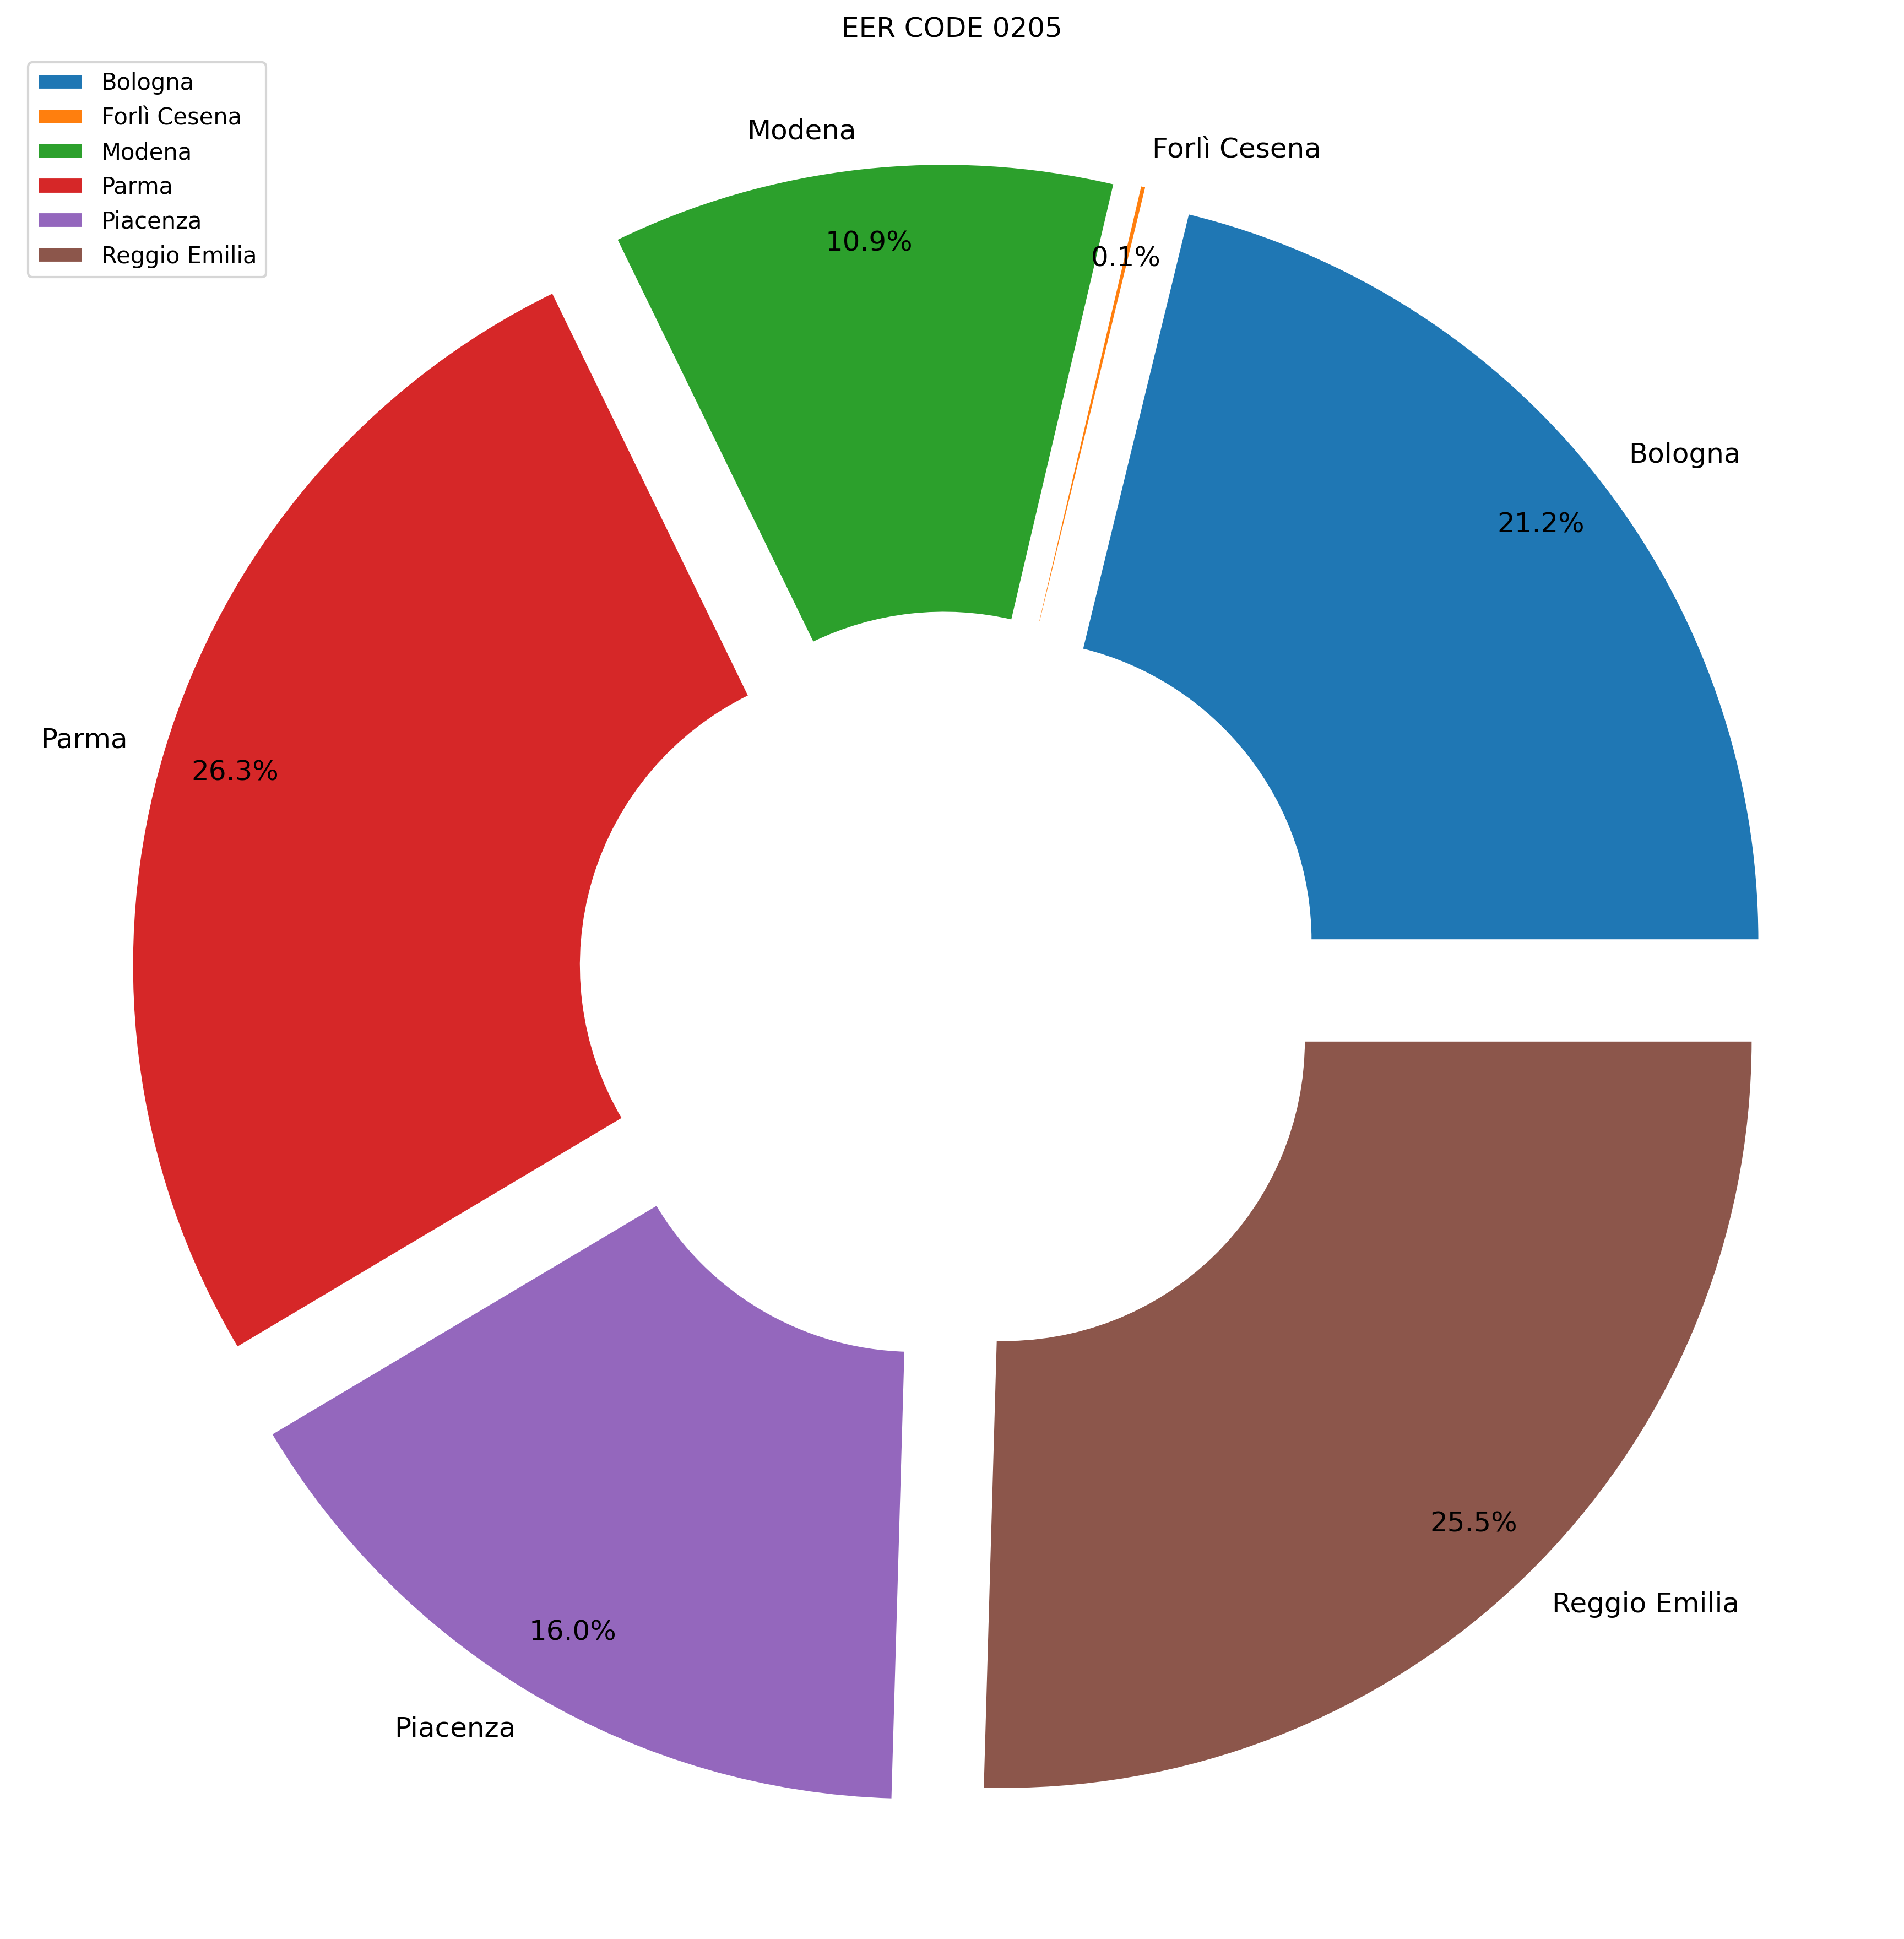 EER CODE 0205
Bologna
Forlì Cesena
Modena
Parma
Piacenza
Reggio Emilia
Modena
Forlì Cesena
10.9%
0.1%
Bologna
21.2%
Parma
26.3%
25.5%
Reggio Emilia
16.0%
Piacenza